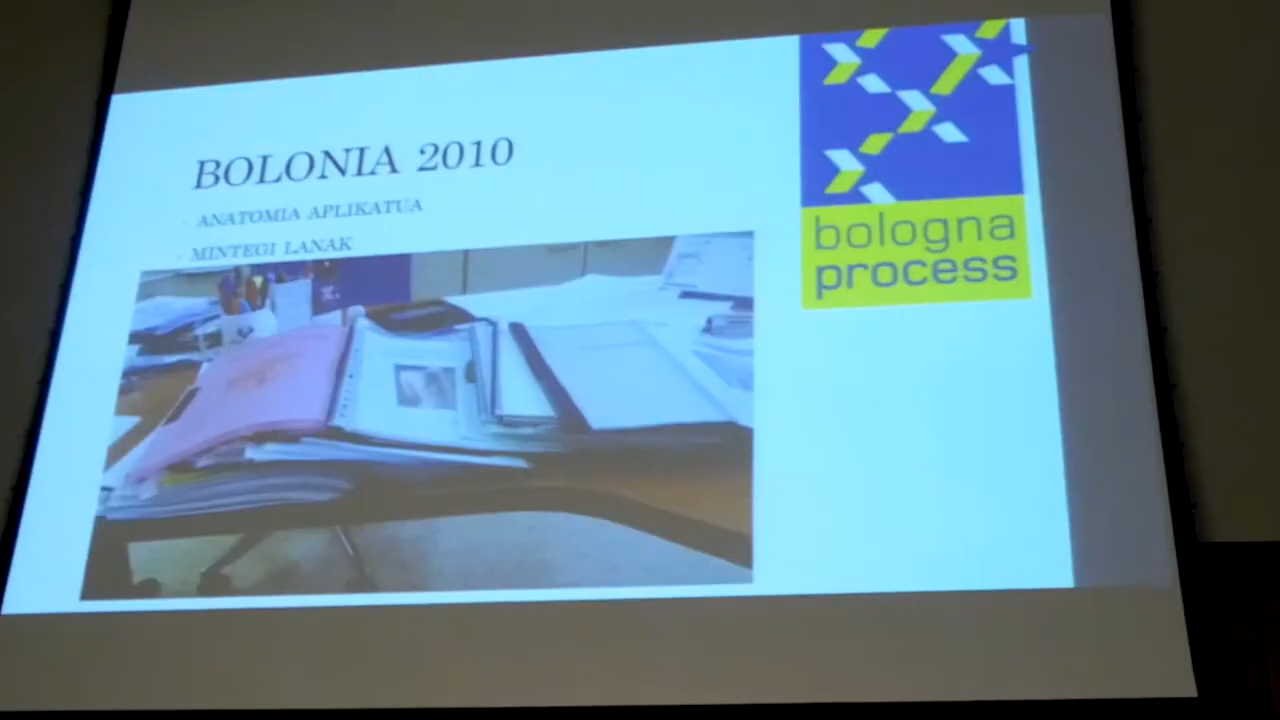 BOLONIA 2010
ANATOMIA APLIKATUA
MINTEGI LANAK
bologna
process